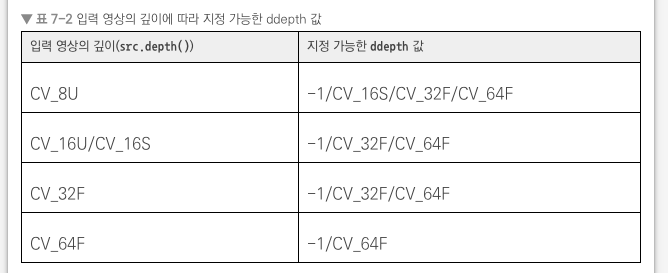 ▼ 표 7-2 입력 영상의 깊이에 따라 지정 가능한 ddepth 값
입력 영상의 깊이(src.depth()) 지정 가능한 ddepth 값
CV_8U -1/CV_16S/CV_32F/CV_64F
CV_16U/CV_16S -1/CV_32F/CV_64F
CV_32F -1/CV_32F/CV_64F
CV_64F -1/CV_64F